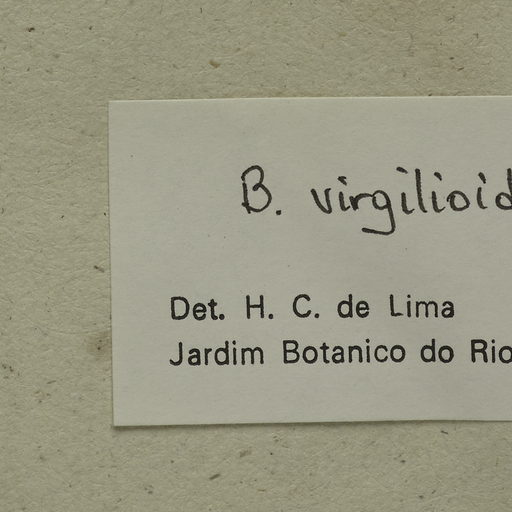 B. virgilioid
Det. H. C. de Lima
Jardim Botanico do Rio